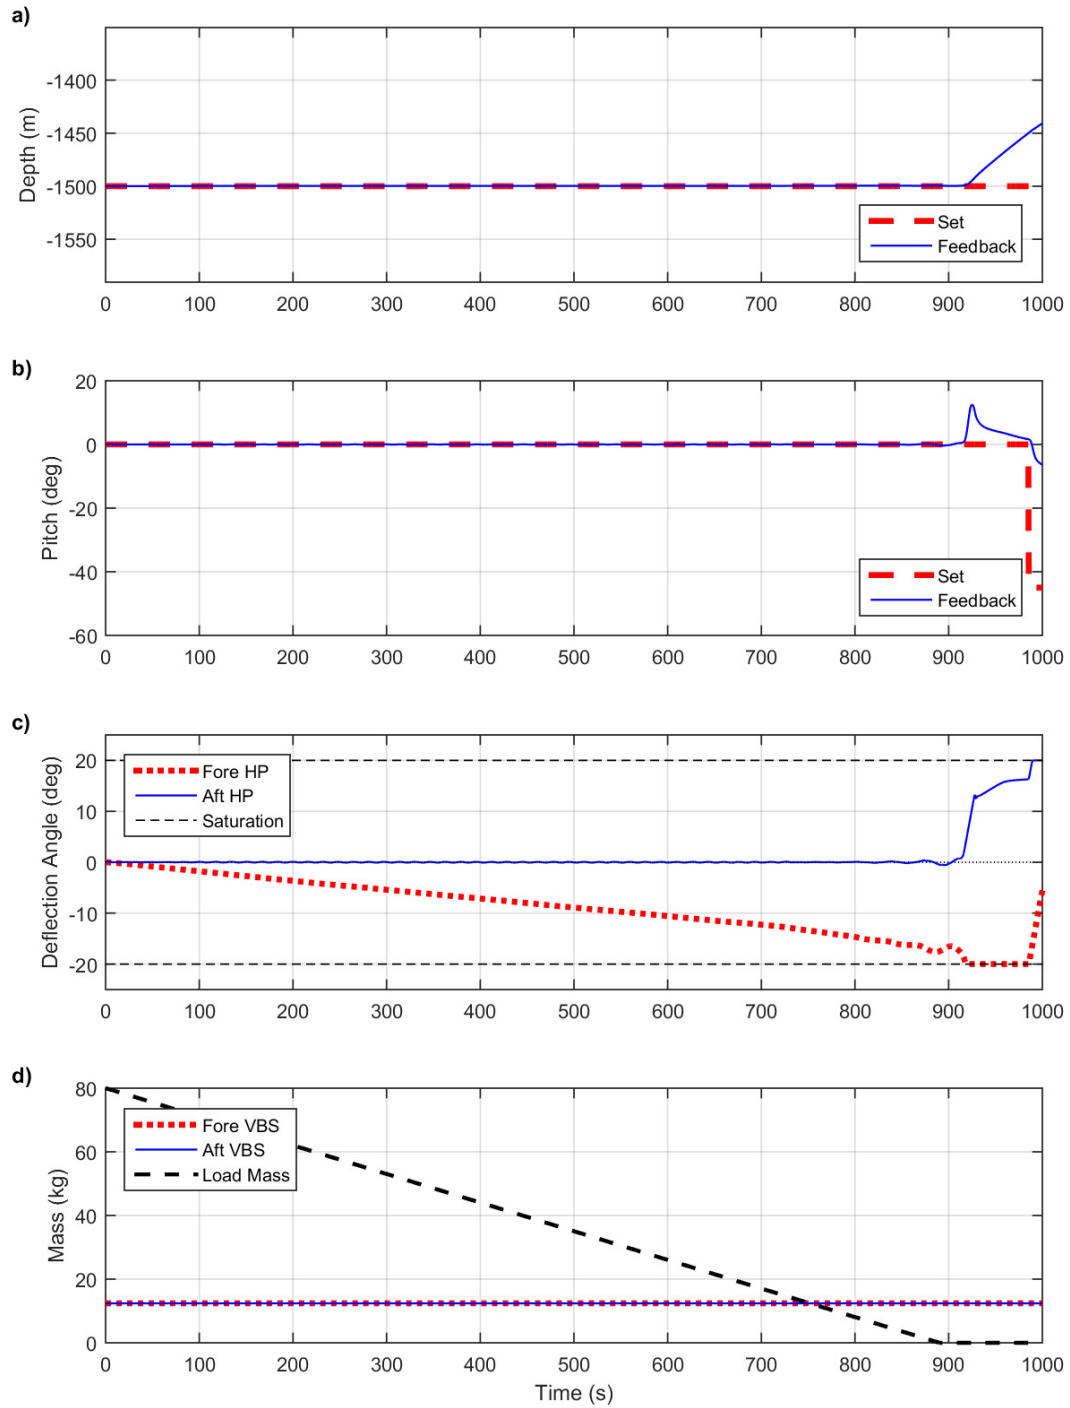 a)
Depth (m)
-1400
-1450
-1500
-1550
Set
Feedback
0 100 200 300 400 500 600 700 800 900 1000
b)
Pitch (deg)
20
0
-20
-40
-60
Set
Feedback
0 100 200 300 400 500 600 700 800 900 1000
c)
Deflection Angle (deg)
20
10
0
-10
-20
Fore HP
Aft HP
Saturation
0 100 200 300 400 500 600 700 800 900 1000
d)
Mass (kg)
80
60
40
20
0
Fore VBS
Aft VBS
Load Mass
0 100 200 300 400 500 600 700 800 900 1000
Time (s)